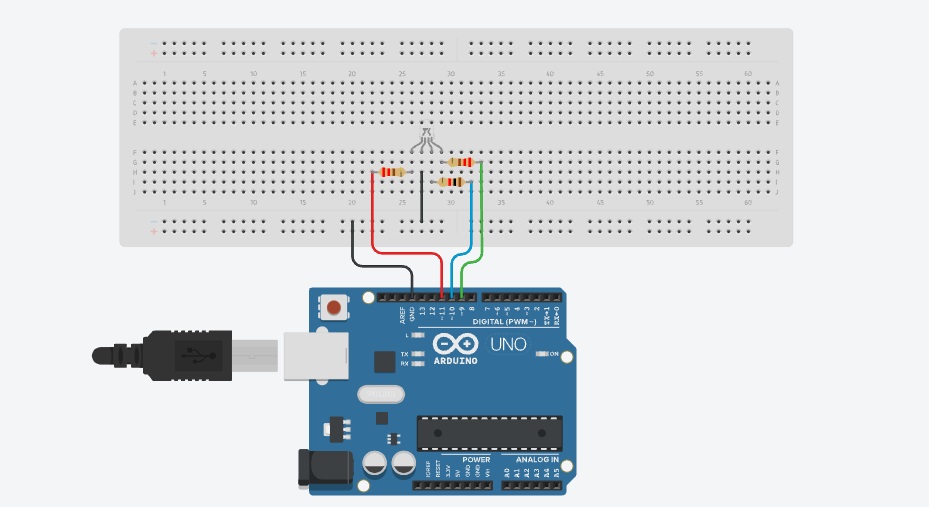 1 5 10 15 20 25 30 35 40 45 50 55 60
A A
B B
C C
D D
E E
F F
G G
H H
I I
J J
1 5 10 15 20 25 30 35 40 45 50 55 60
AREF GND 13 12 ~11 ~10 ~9 8 7 ~6 ~5 4 ~3 2 TX→1 RX←0
DIGITAL (PWM~)
L
TX
RX
UNO
ARDUINO
ON
POWER ANALOG IN
IOREF RESET 3.3V 5V GND GND VIN A0 A1 A2 A3 A4 A5